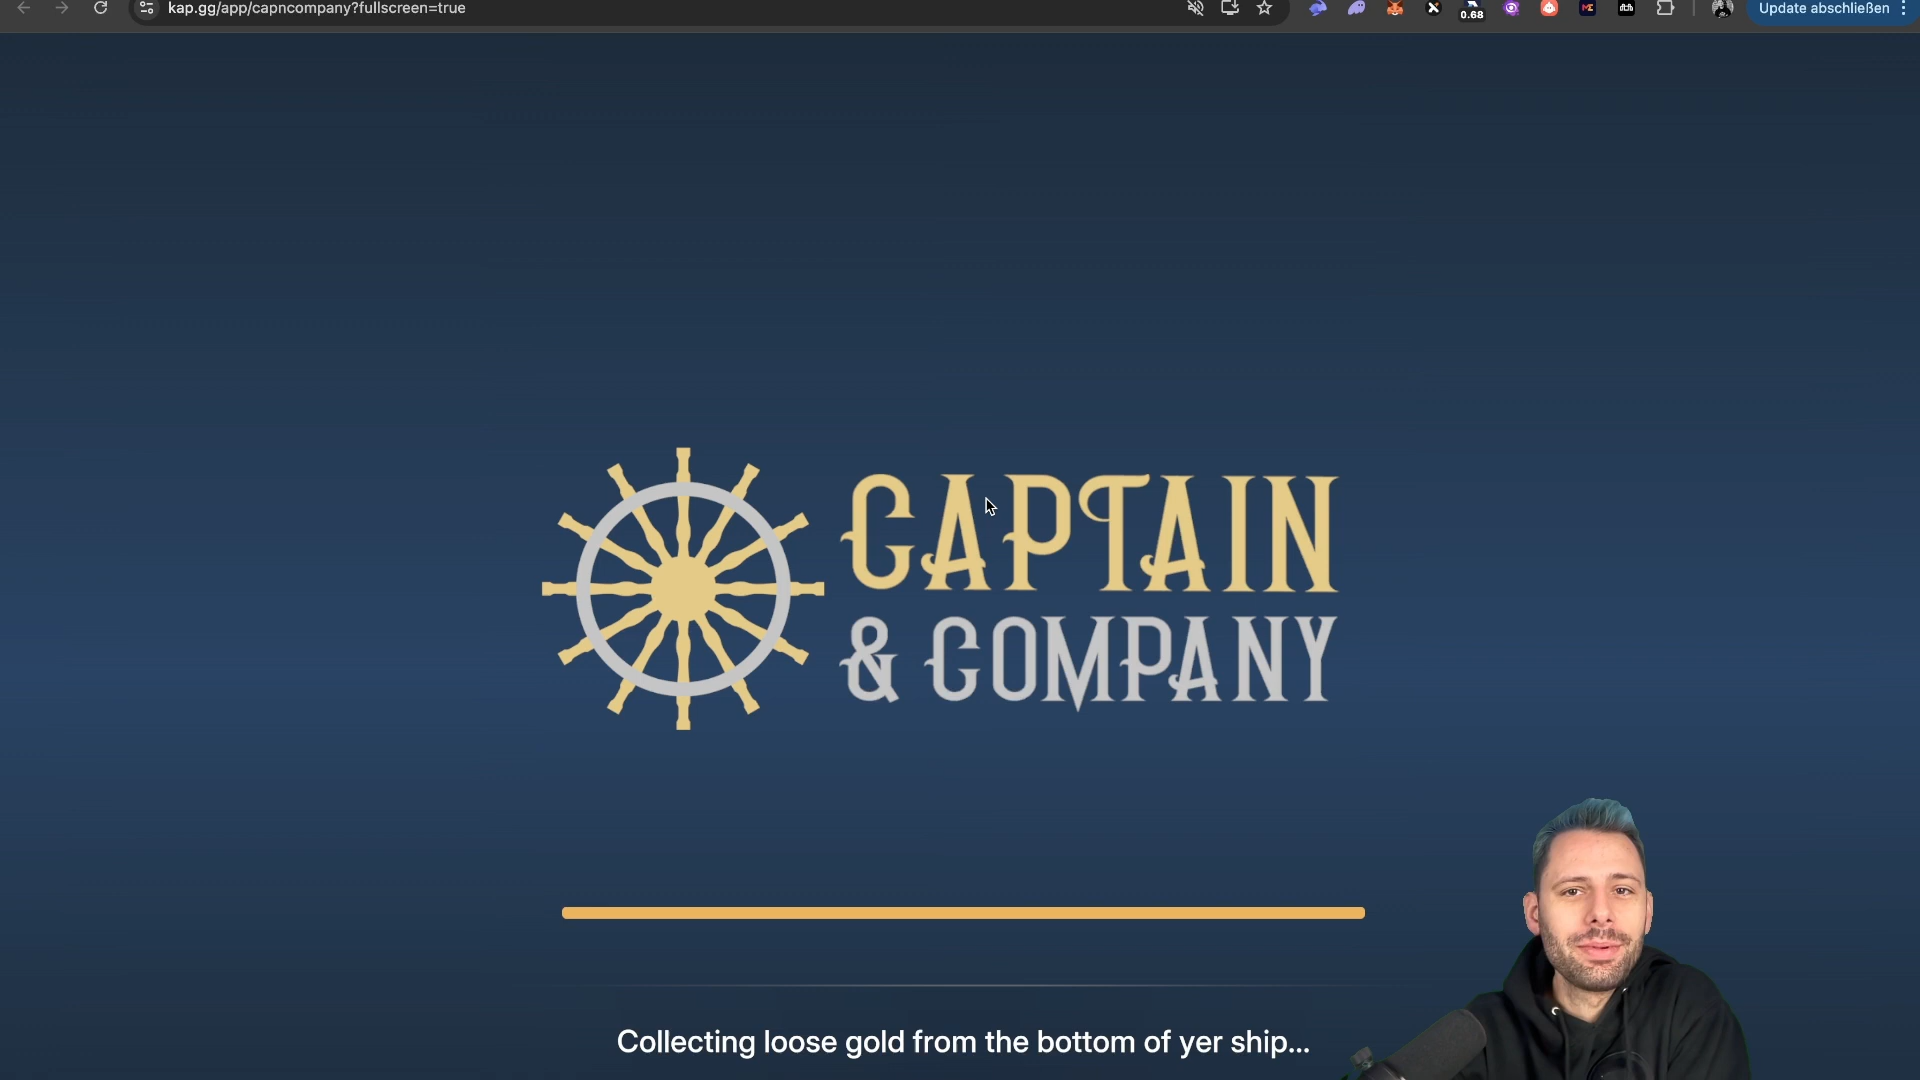 kap.gg/app/capncompany?fullscreen=true
0.68
Update abschließen
CAPTAIN
& COMPANY
Collecting loose gold from the bottom of yer ship...